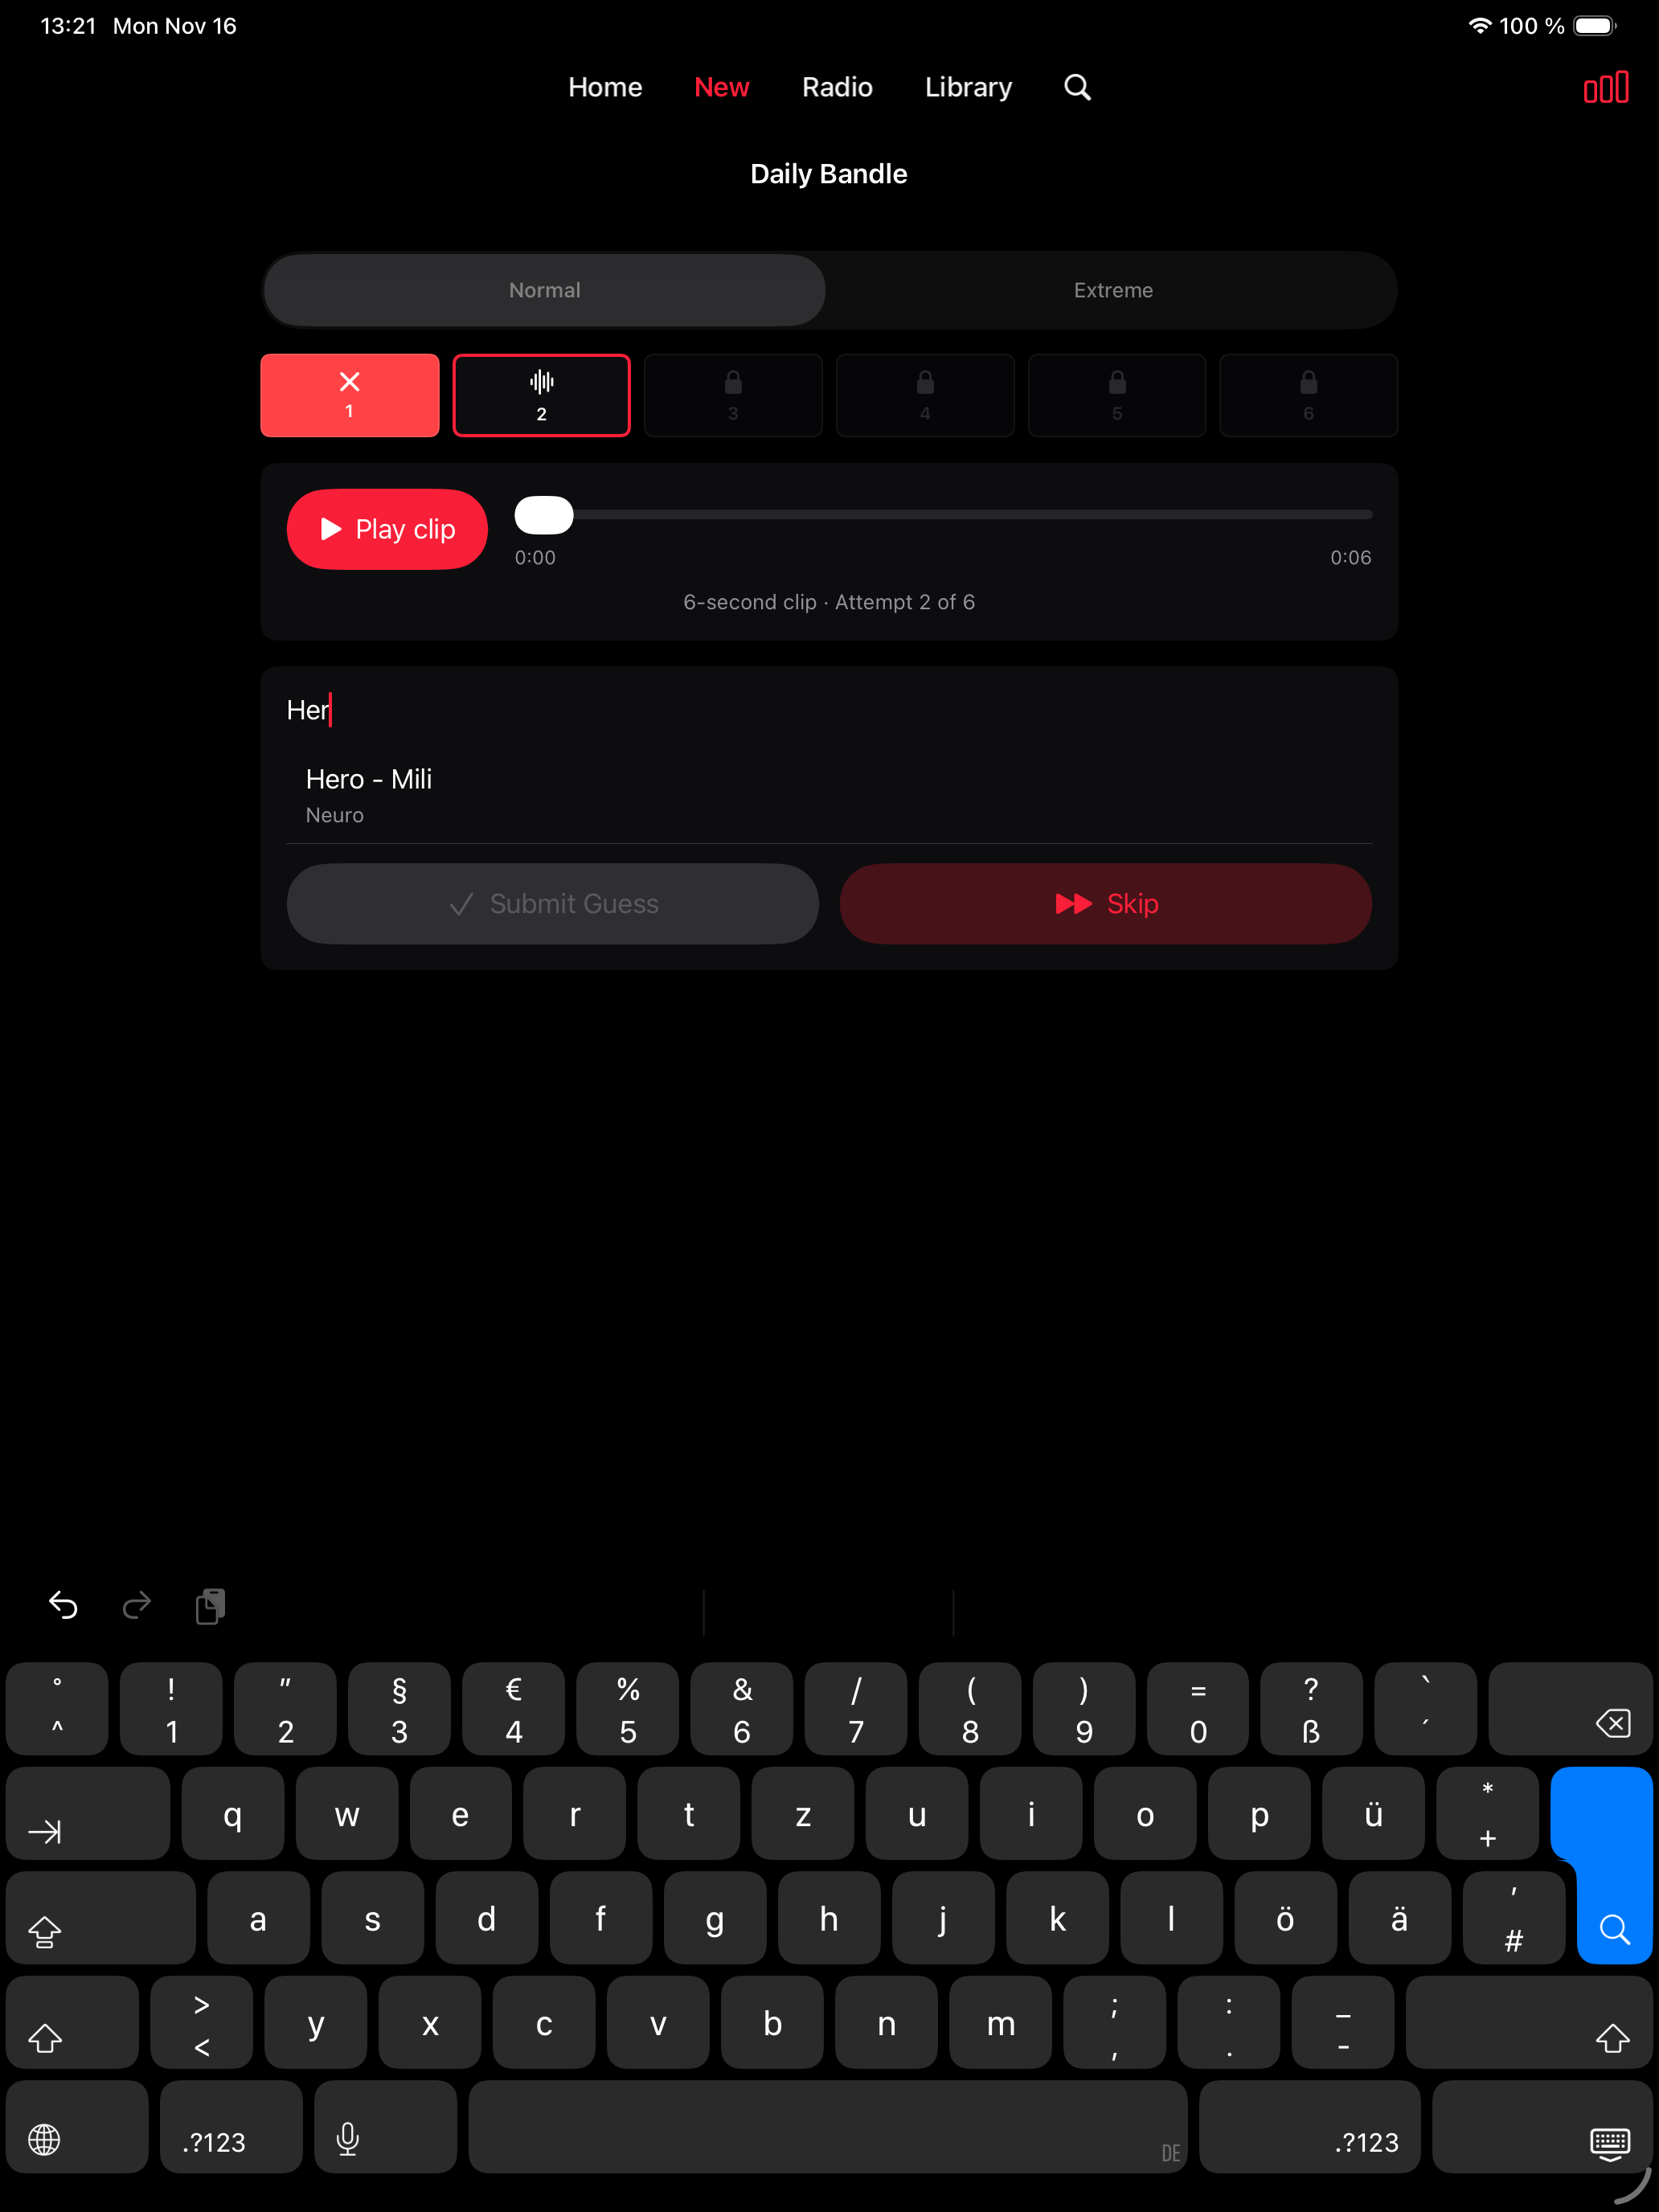 13:21 Mon Nov 16
100 %
Home New Radio Library
Daily Bandle
Normal Extreme
1 2 3 4 5 6
Play clip
0:00 0:06
6-second clip · Attempt 2 of 6
Her
Hero - Mili
Neuro
Submit Guess Skip
° ! " § € % & / ( ) = ? `
^ 1 2 3 4 5 6 7 8 9 0 ß ´
q w e r t z u i o p ü * +
a s d f g h j k l ö ä ' #
> < y x c v b n m ; , : . _ -
.?123 DE .?123